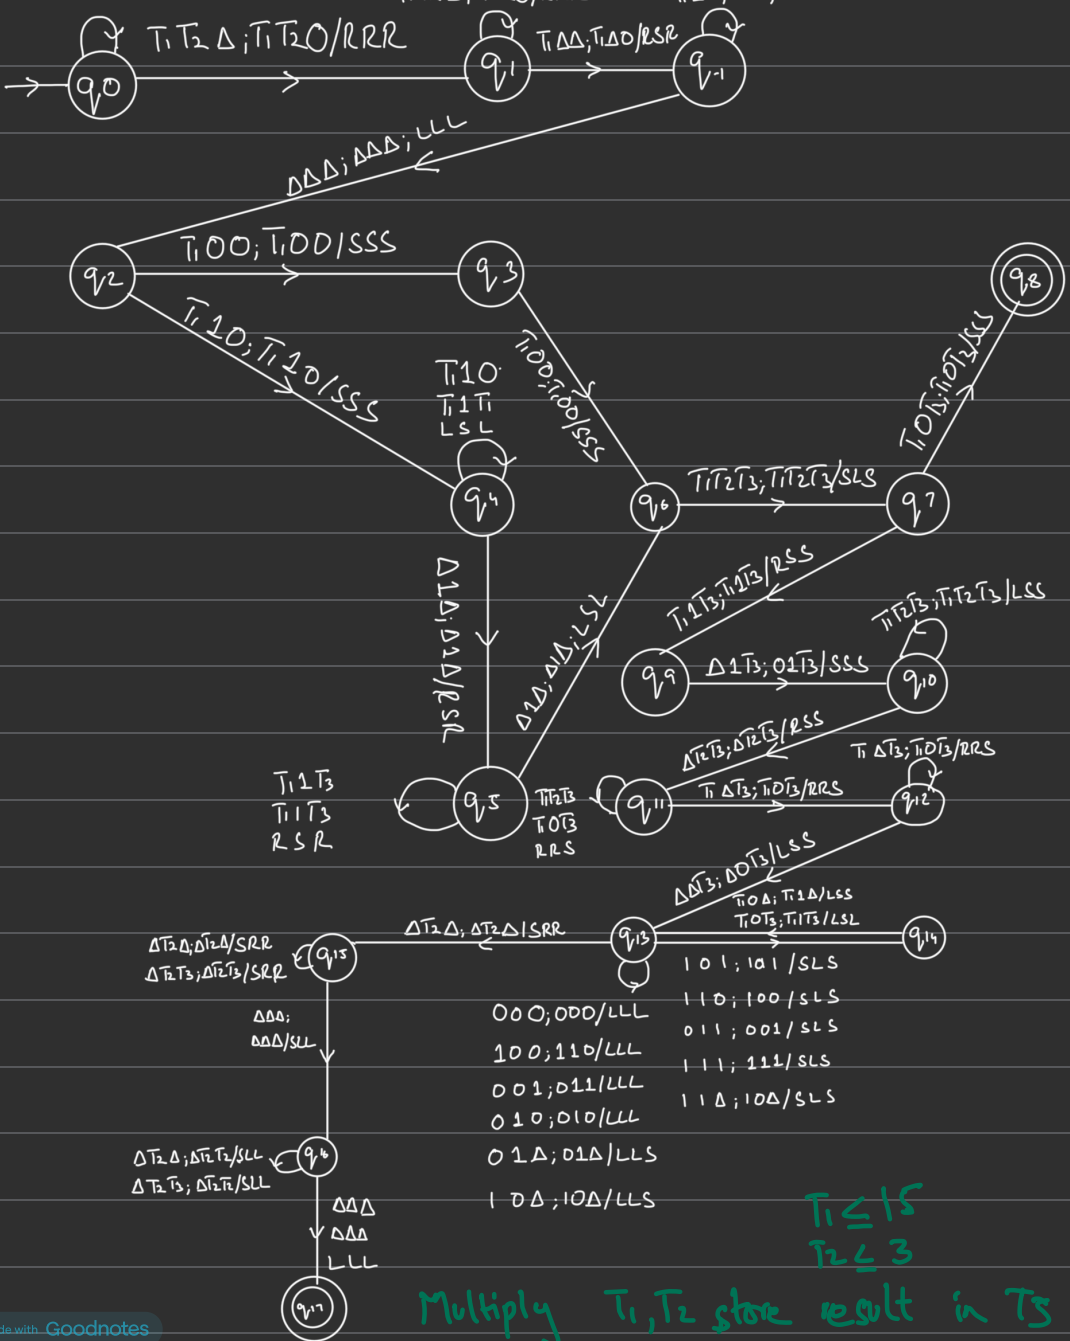 T1T2Δ;T1T20/RRR
T1ΔΔ;T1Δ0/RSR
q0
q1
q-1
ΔΔΔ;ΔΔΔ;LLL
T100;T100/SSS
q2
q3
q8
T110;T110/SSS
T100;T100/SSS
T10T3;T10T2/SSS
T110
T11T1
LSL
q4
q6
T1T2T3;T1T2T3/SLS
q7
Δ1Δ;Δ1Δ/RSR
Δ1Δ;Δ1Δ;LSL
T11T3;T11T3/RSS
T1T2T3;T1T2T3/LSS
q9
Δ1T3;01T3/SSS
q10
ΔT2T3;ΔT2T3/RSS
T1ΔT3;T10T3/RRS
T11T3
T11T3
RSR
q5
T1T2T3
T10T3
RRS
q11
T1ΔT3;T10T3/RRS
q12
ΔΔT3;Δ0T3/LSS
T10Δ;T11Δ/LSS
T10T3;T11T3/LSL
ΔT2Δ;ΔT2Δ/SRR
q13
q14
ΔT2Δ;ΔT2Δ/SRR
ΔT2T3;ΔT2T3/SRR
q15
101;101/SLS
110;100/SLS
011;001/SLS
111;111/SLS
11Δ;10Δ/SLS
000;000/LLL
100;110/LLL
001;011/LLL
010;010/LLL
01Δ;01Δ/LLS
10Δ;10Δ/LLS
ΔΔΔ;
ΔΔΔ/SLL
ΔT2Δ;ΔT2T2/SLL
ΔT2T3;ΔT2T2/SLL
ΔΔΔ
ΔΔΔ
LLL
q17
T1≤15
T2≤3
Multiply T1,T2 store result in T3
de with Goodnotes